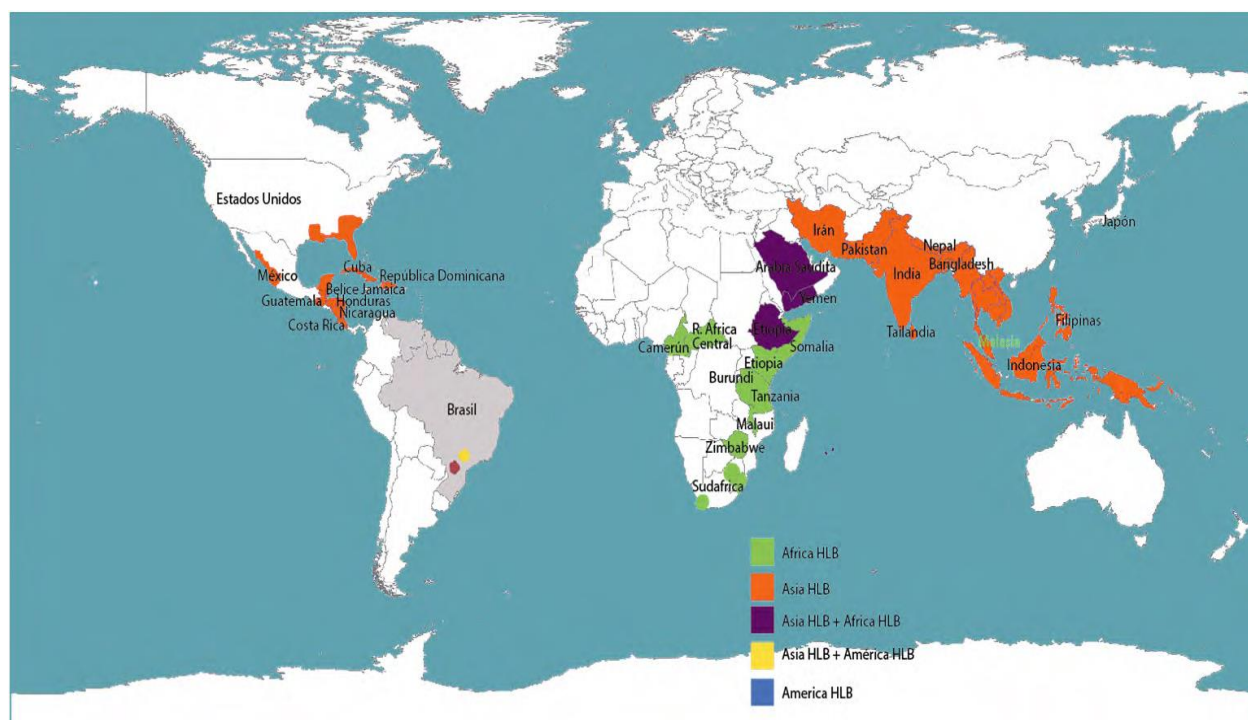 Estados Unidos
México
Cuba
República Dominicana
Belice Jamaica
Guatemala
Honduras
Nicaragua
Costa Rica
Brasil
Irán
Pakistan
Nepal
Bangladesh
India
Japón
Arabia Saudita
Yemen
Tailandia
Filipinas
Malasia
Indonesia
Camerún
R. Africa
Central
Etiopia
Somalia
Etiopia
Burundi
Tanzania
Malaui
Zimbabwe
Sudafrica
Africa HLB
Asia HLB
Asia HLB + Africa HLB
Asia HLB + América HLB
America HLB